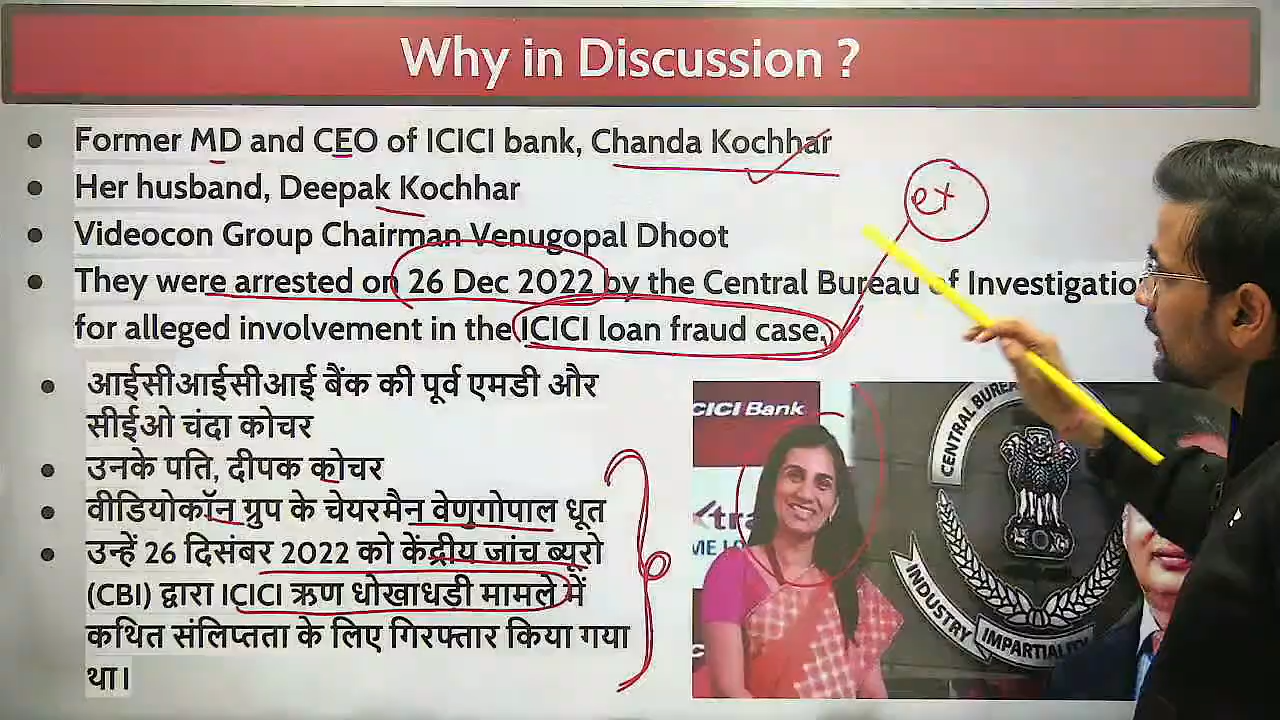 Why in Discussion ?
Former MD and CEO of ICICI bank, Chanda Kochhar
Her husband, Deepak Kochhar
ex
Videocon Group Chairman Venugopal Dhoot
They were arrested on 26 Dec 2022 by the Central Bureau of Investigatio
for alleged involvement in the ICICI loan fraud case,
आईसीआईसीआई बैंक की पूर्व एमडी और
सीईओ चंदा कोचर
उनके पति, दीपक कोचर
वीडियोकॉन ग्रुप के चेयरमैन वेणुगोपाल धूत
उन्हें 26 दिसंबर 2022 को केंद्रीय जांच ब्यूरो
(CBI) द्वारा ICICI ऋण धोखाधड़ी मामले में
कथित संलिप्तता के लिए गिरफ्तार किया गया
था।
CICI Bank
CENTRAL BUREA
INDUSTRY
IMPARTIALITY